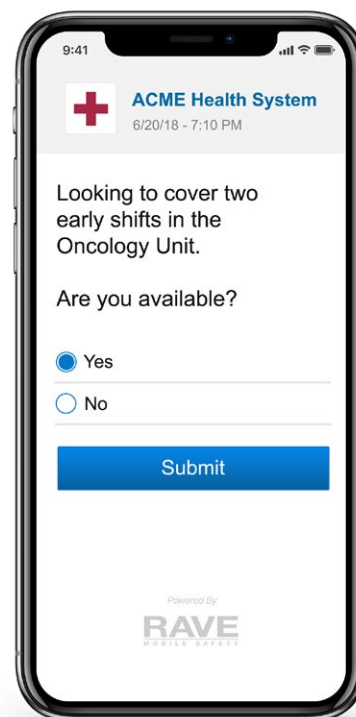 9:41
ACME Health System
6/20/18 - 7:10 PM
Looking to cover two
early shifts in the
Oncology Unit.
Are you available?
Yes
No
Submit
Powered By
RAVE
MOBILE SAFETY